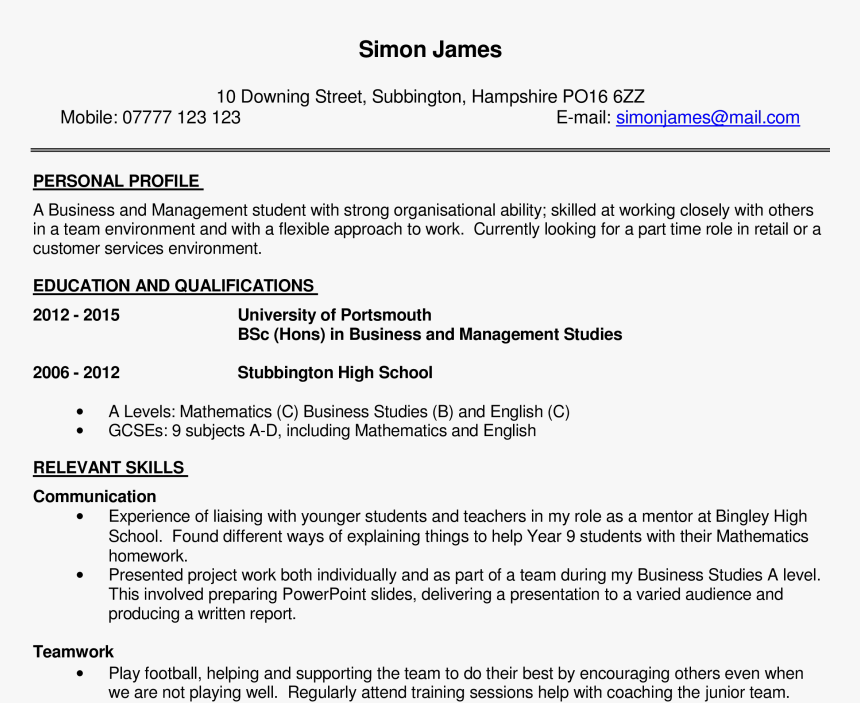 Simon James
10 Downing Street, Subbington, Hampshire PO16 6ZZ
Mobile: 07777 123 123 E-mail: simonjames@mail.com
PERSONAL PROFILE
A Business and Management student with strong organisational ability; skilled at working closely with others
in a team environment and with a flexible approach to work. Currently looking for a part time role in retail or a
customer services environment.
EDUCATION AND QUALIFICATIONS
2012 - 2015 University of Portsmouth
BSc (Hons) in Business and Management Studies
2006 - 2012 Stubbington High School
• A Levels: Mathematics (C) Business Studies (B) and English (C)
• GCSEs: 9 subjects A-D, including Mathematics and English
RELEVANT SKILLS
Communication
• Experience of liaising with younger students and teachers in my role as a mentor at Bingley High
School. Found different ways of explaining things to help Year 9 students with their Mathematics
homework.
• Presented project work both individually and as part of a team during my Business Studies A level.
This involved preparing PowerPoint slides, delivering a presentation to a varied audience and
producing a written report.
Teamwork
• Play football, helping and supporting the team to do their best by encouraging others even when
we are not playing well. Regularly attend training sessions help with coaching the junior team.